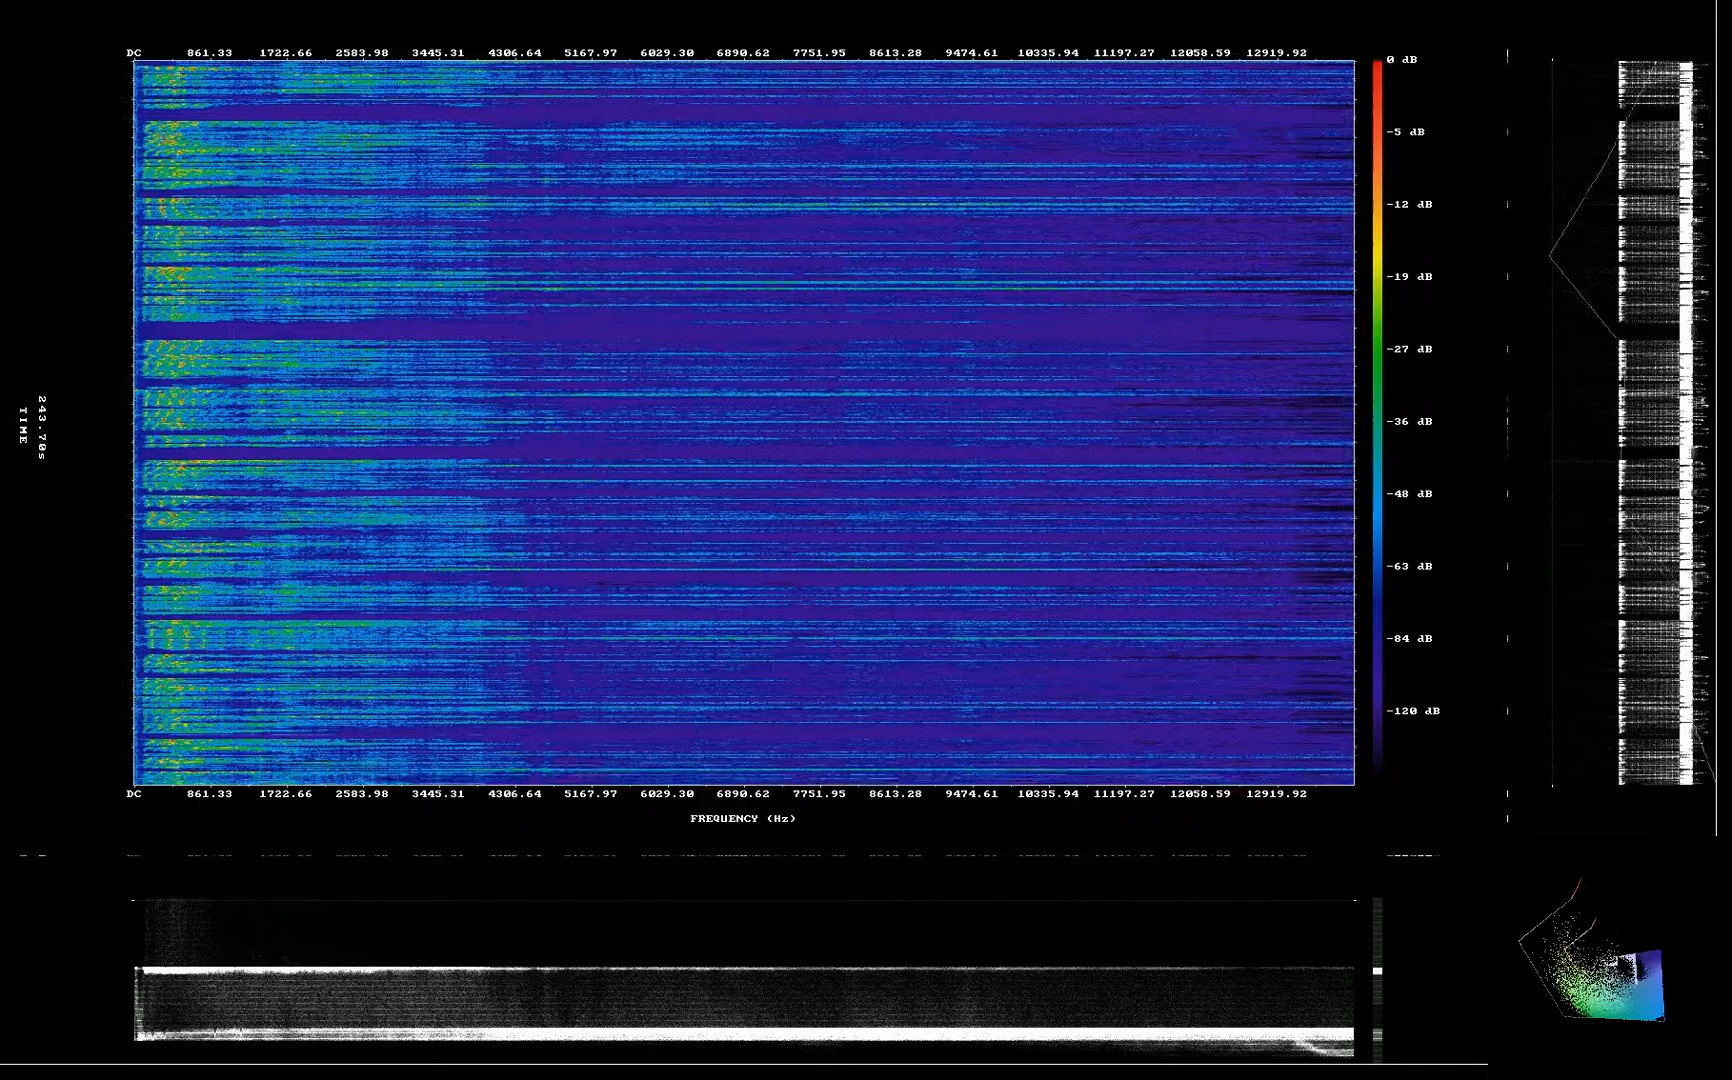 DC 861.33 1722.66 2583.98 3445.31 4306.64 5167.97 6029.30 6890.62 7751.95 8613.28 9474.61 10335.94 11197.27 12058.59 12919.92
0 dB
-5 dB
-12 dB
-19 dB
-27 dB
-36 dB
-48 dB
-63 dB
-84 dB
-120 dB
243.70s
TIME
DC 861.33 1722.66 2583.98 3445.31 4306.64 5167.97 6029.30 6890.62 7751.95 8613.28 9474.61 10335.94 11197.27 12058.59 12919.92
FREQUENCY (Hz)